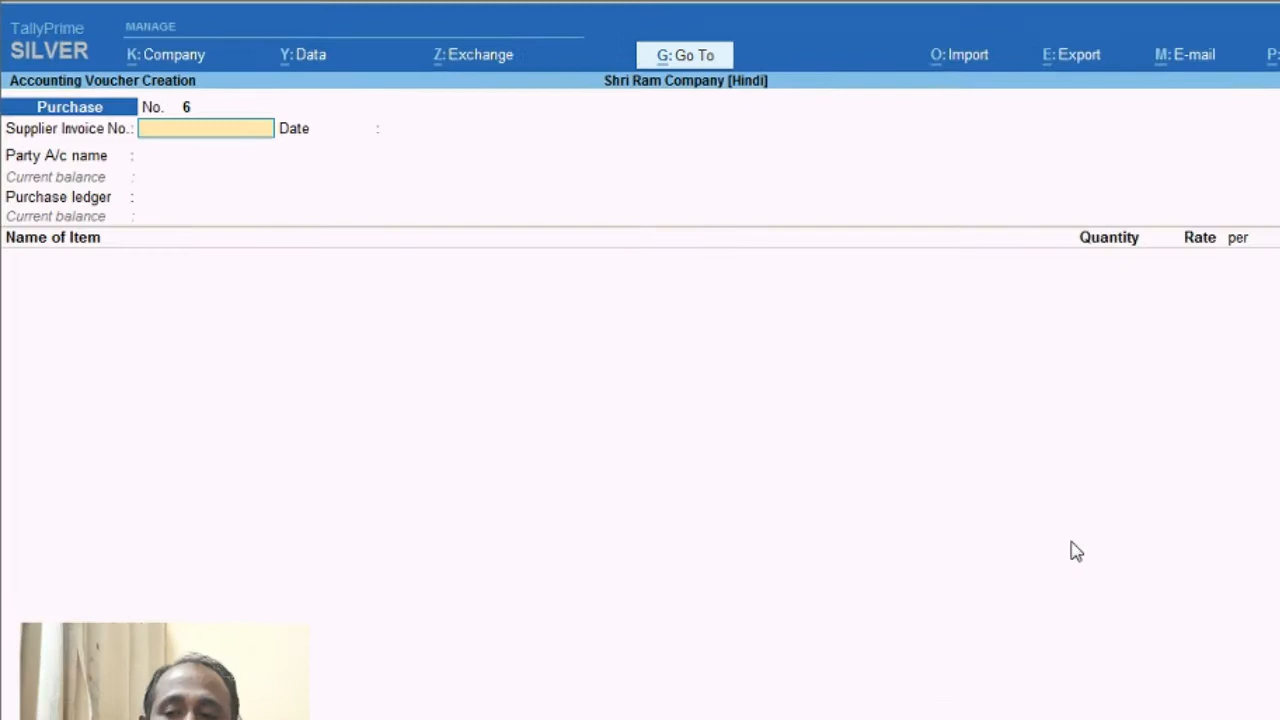 TallyPrime
MANAGE
SILVER
K: Company
Y: Data
Z: Exchange
G: Go To
O: Import
E: Export
M: E-mail
P:
Accounting Voucher Creation
Shri Ram Company [Hindi]
Purchase No. 6
Supplier Invoice No.: Date :
Party A/c name :
Current balance :
Purchase ledger :
Current balance :
Name of Item Quantity Rate per